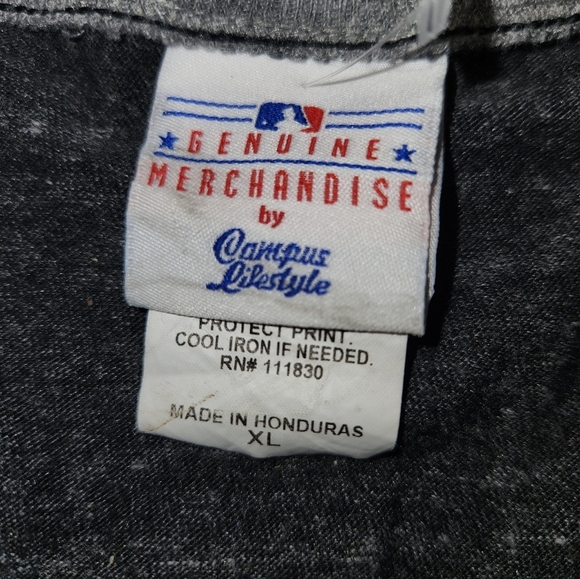 GENUINE
MERCHANDISE
by
Campus
Lifestyle
PROTECT PRINT.
COOL IRON IF NEEDED.
RN# 111830
MADE IN HONDURAS
XL